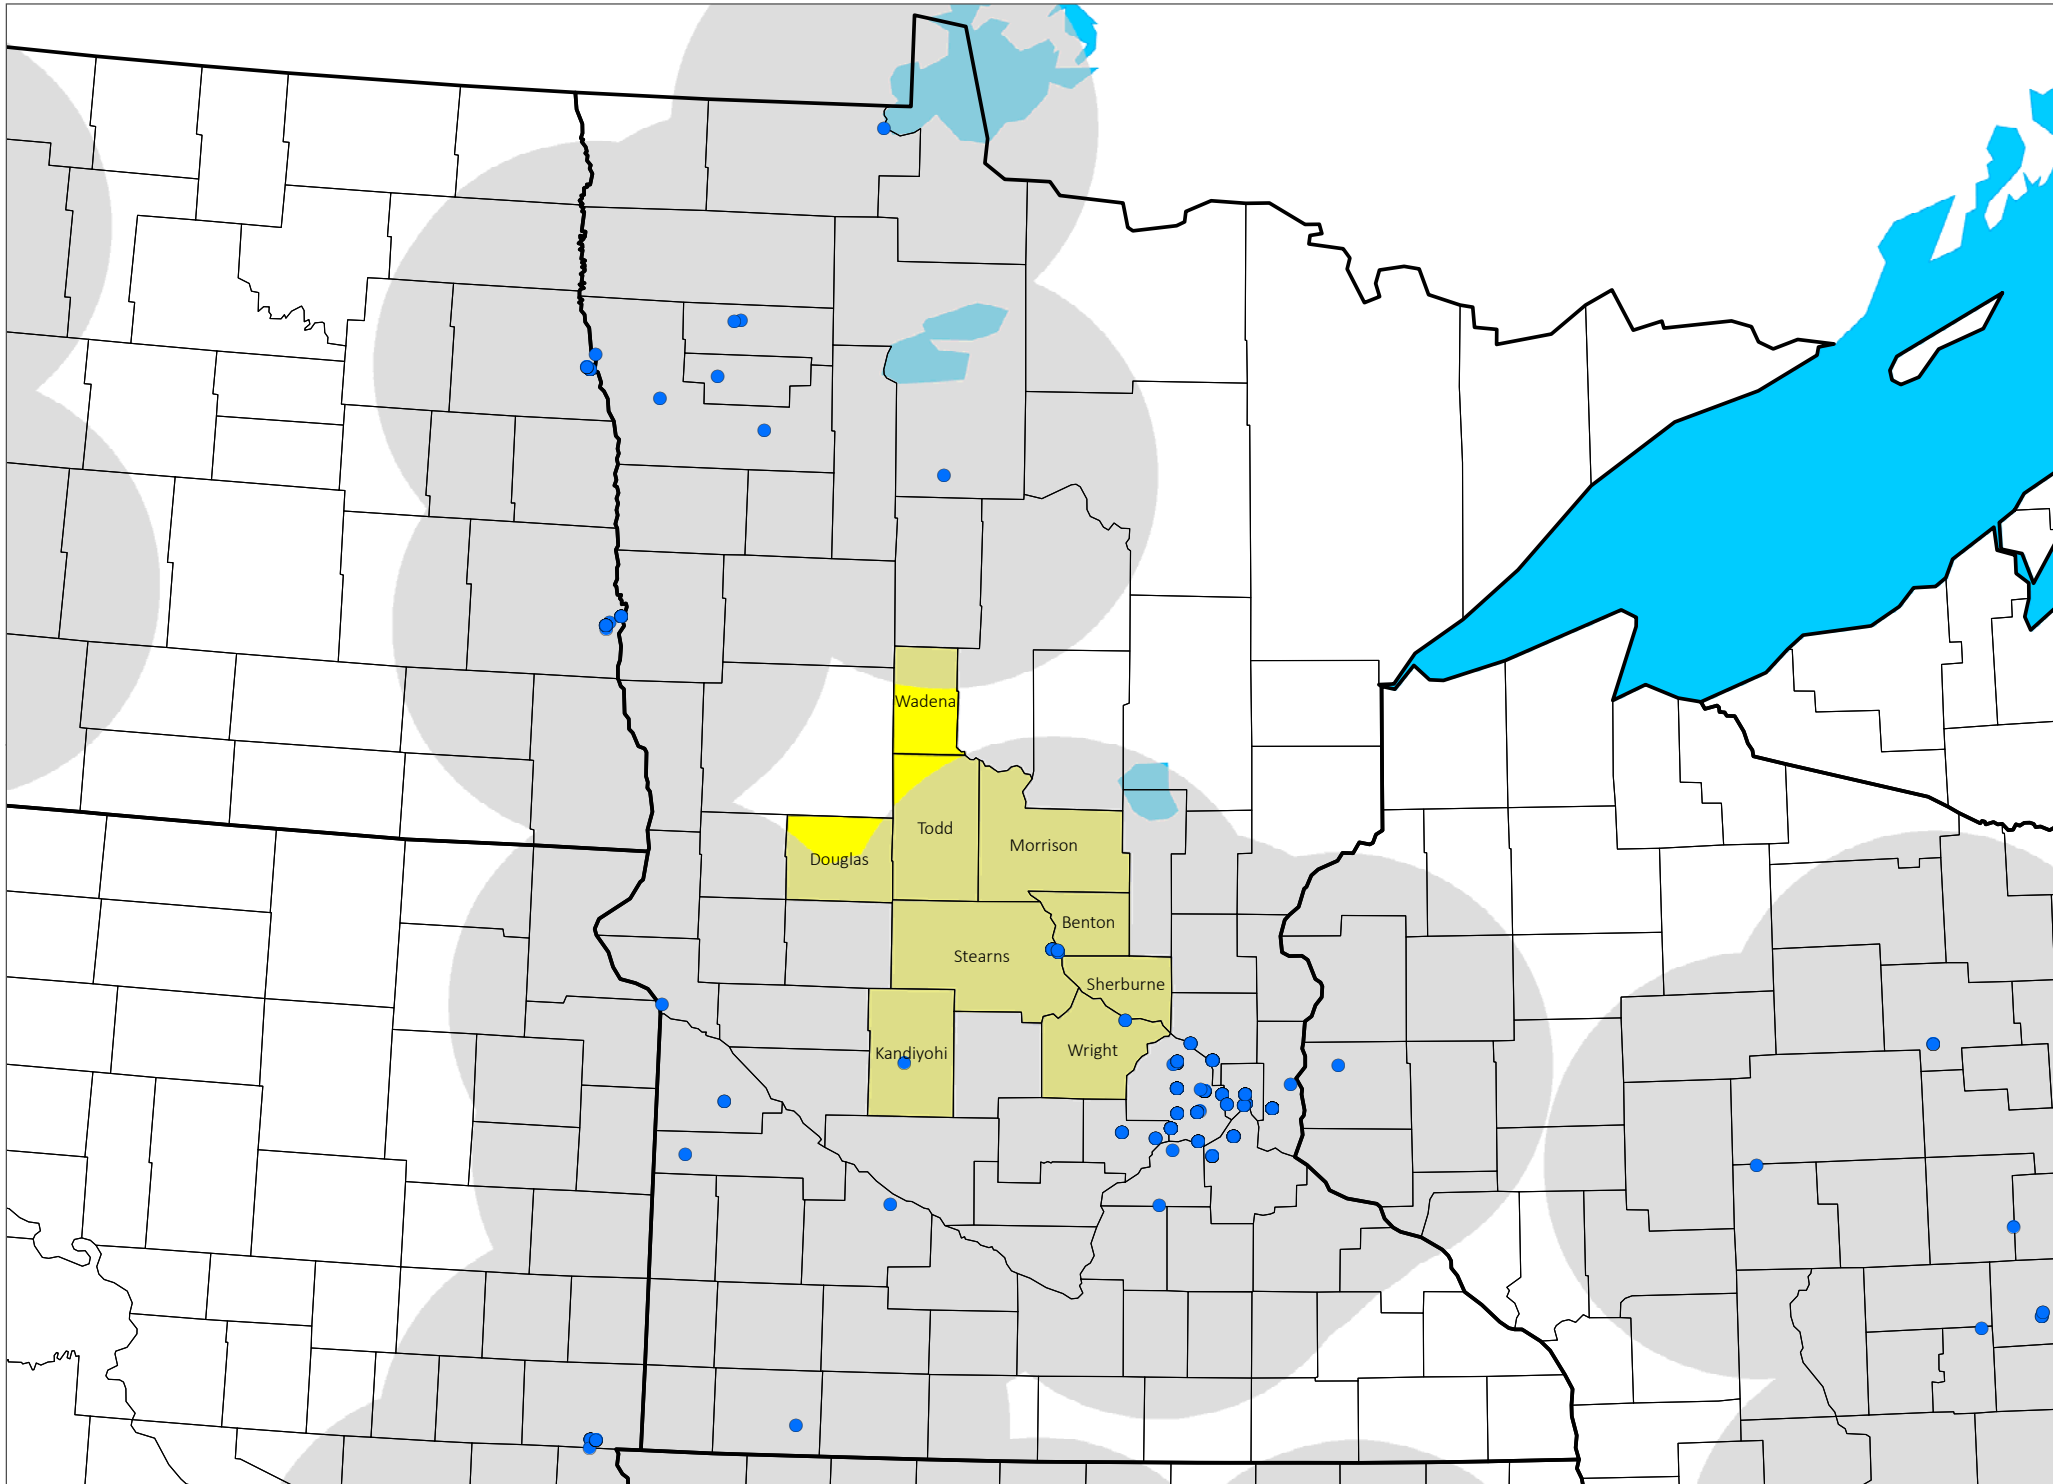 Wadena
Todd
Morrison
Douglas
Benton
Stearns
Sherburne
Kandiyohi
Wright